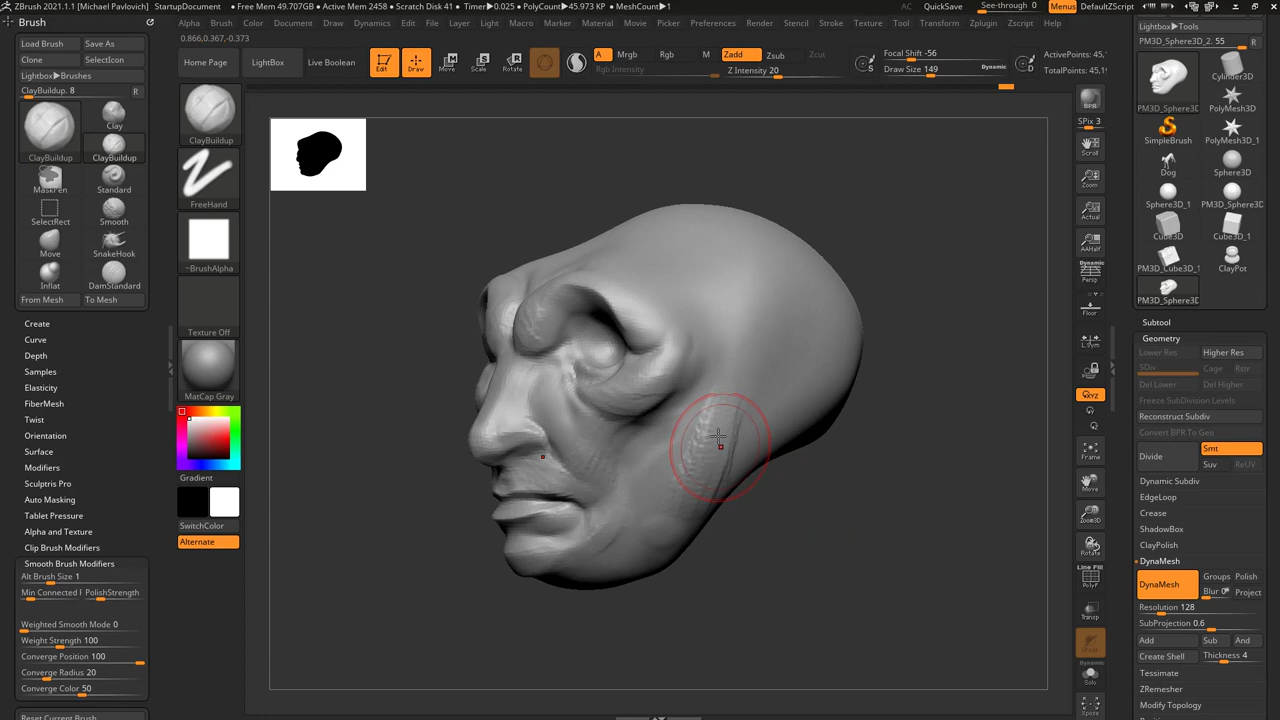 ZBrush 2021.1.1 [Michael Pavlovich] StartupDocument • Free Mem 49.707GB • Active Mem 2458 • Scratch Disk 41 • Timer▶0.025 • PolyCount▶45.973 KP • MeshCount▶1 AC QuickSave See-through 0 Menus DefaultZScript
Brush Alpha Brush Color Document Draw Dynamics Edit File Layer Light Macro Marker Material Movie Picker Preferences Render Stencil Stroke Texture Tool Transform Zplugin Zscript Help
0.866,0.367,-0.373
Load Brush Save As
Clone SelectIcon
Lightbox▶Brushes
ClayBuildup. 8 R
Clay
ClayBuildup ClayBuildup
MaskPen Standard
SelectRect Smooth
Move SnakeHook
Inflat DamStandard
From Mesh To Mesh
Create
Curve
Depth
Samples
Elasticity
FiberMesh
Twist
Orientation
Surface
Modifiers
Sculptris Pro
Auto Masking
Tablet Pressure
Alpha and Texture
Clip Brush Modifiers
Smooth Brush Modifiers
Alt Brush Size 1
Min Connected P PolishStrength
Weighted Smooth Mode 0
Weight Strength 100
Converge Position 100
Converge Radius 20
Converge Color 50
Reset Current Brush
Home Page LightBox Live Boolean
Edit Draw Move Scale Rotate
A Mrgb Rgb M
Rgb Intensity
Zadd Zsub Zcut
Z Intensity 20
S
Focal Shift -56
Draw Size 149 Dynamic
D
ActivePoints: 45,
TotalPoints: 45,1
ClayBuildup
FreeHand
~BrushAlpha
Texture Off
MatCap Gray
Gradient
SwitchColor
Alternate
BPR
SPix 3
Scroll
Zoom
Actual
AAHalf
Dynamic
Persp
Floor
L.Sym
XYZ
Frame
Move
Zoom3D
Rotate
Line Fill
PolyF
Transp
Ghost
Dynamic
Solo
Xpose
Lightbox▶Tools
PM3D_Sphere3D_2. 55 R
PM3D_Sphere3D Cylinder3D
PolyMesh3D
SimpleBrush PolyMesh3D_1
Dog Sphere3D
Sphere3D_1 PM3D_Sphere3D
Cube3D Cube3D_1
PM3D_Cube3D_1 ClayPot
PM3D_Sphere3D
Subtool
Geometry
Lower Res Higher Res
SDiv Cage Rstr
Del Lower Del Higher
Freeze SubDivision Levels
Reconstruct Subdiv
Convert BPR To Geo
Divide Smt
Suv ReUV
Dynamic Subdiv
EdgeLoop
Crease
ShadowBox
ClayPolish
DynaMesh
DynaMesh Groups Polish
Blur 0 Project
Resolution 128
SubProjection 0.6
Add Sub And
Create Shell Thickness 4
Tessimate
ZRemesher
Modify Topology